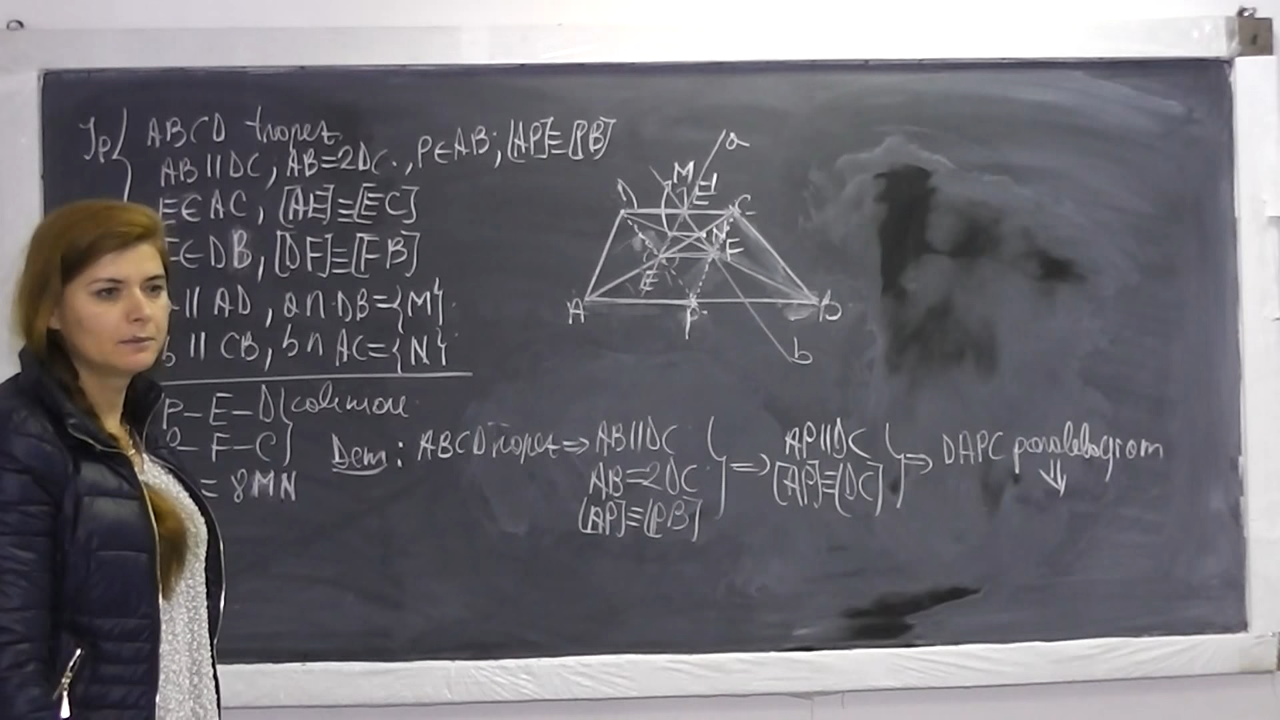 Ip { ABCD trapez
AB ∥ DC, AB = 2DC, P∈AB; [AP]≡[PB]
E∈AC, [AE]≡[EC]
F∈DB, [DF]≡[FB]
∥ AD, a∩DB={M}
b ∥ CB, b∩AC={N}
P-E-D } coliniare
P-F-C
= 8MN
a
M E'
D C
N F
E
A P B
b
Dem: ABCD trapez ⇒ AB∥DC
AB=2DC
[AP]≡[PB]
} ⇒ AP∥DC
[AP]≡[DC]
} ⇒ DAPC paralelogram
⇓